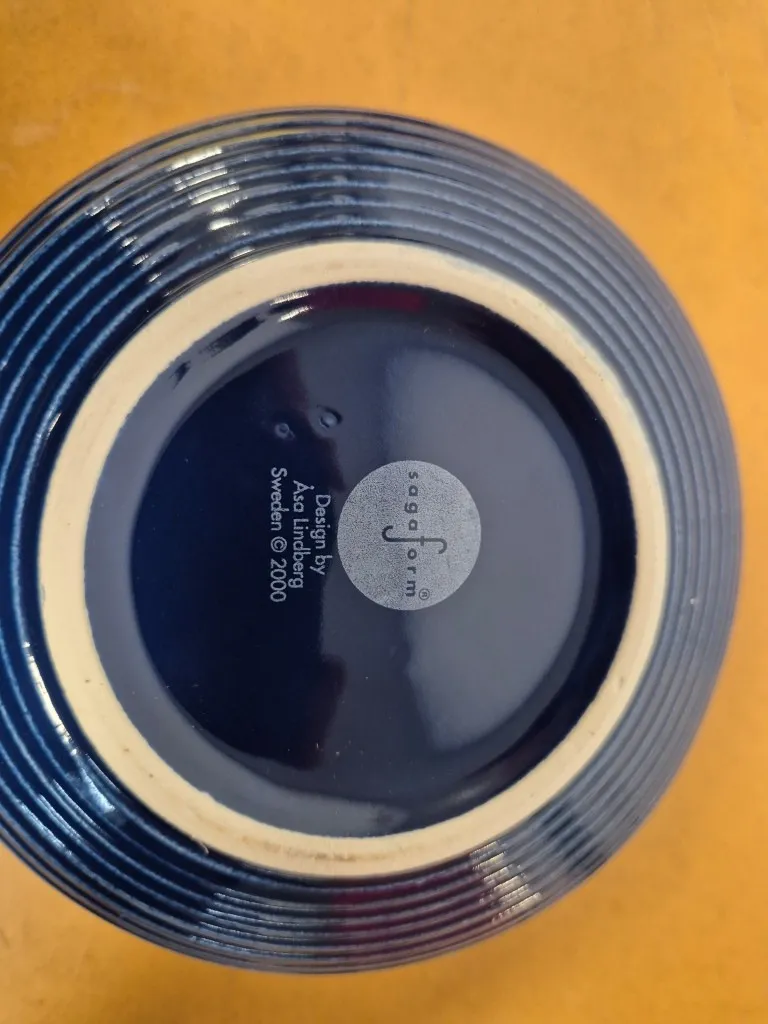 sagaform®
Design by
Åsa Lindberg
Sweden © 2000